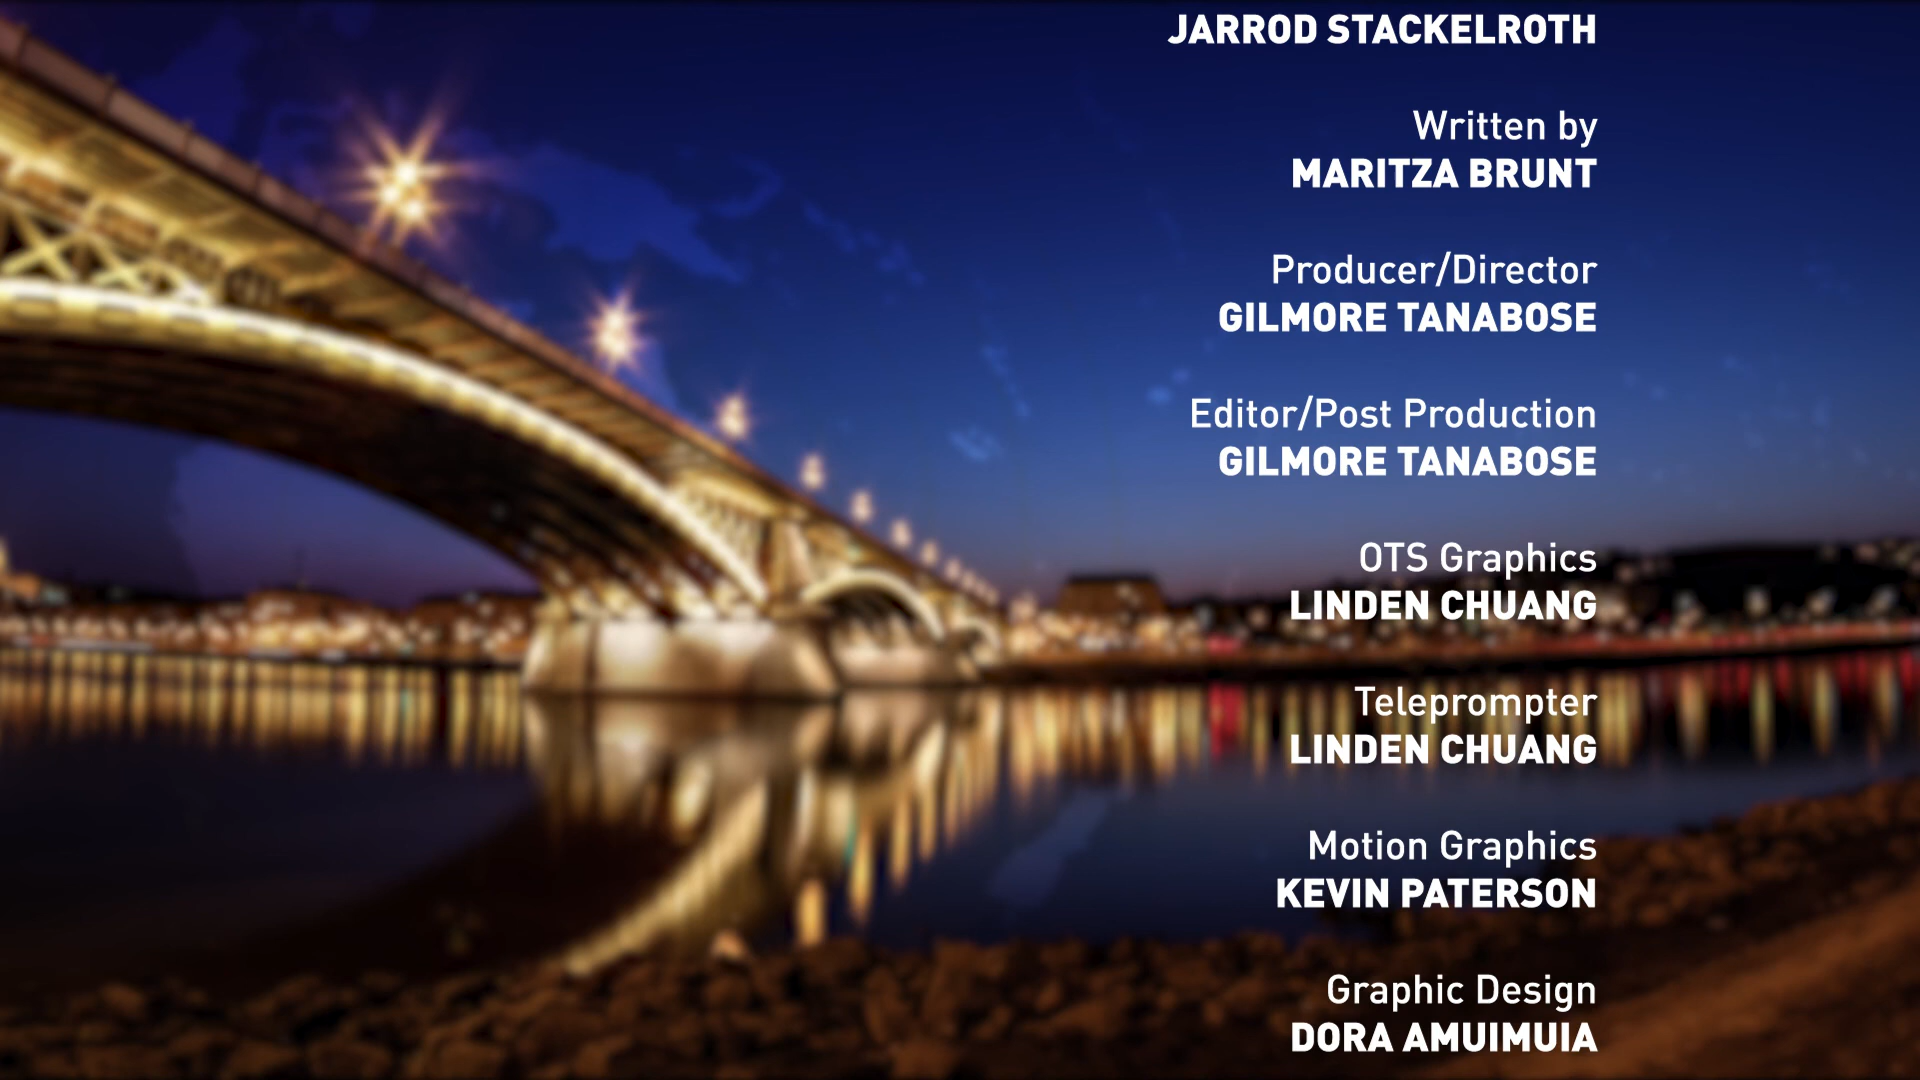 JARROD STACKELROTH
Written by
MARITZA BRUNT
Producer/Director
GILMORE TANABOSE
Editor/Post Production
GILMORE TANABOSE
OTS Graphics
LINDEN CHUANG
Teleprompter
LINDEN CHUANG
Motion Graphics
KEVIN PATERSON
Graphic Design
DORA AMUIMUIA